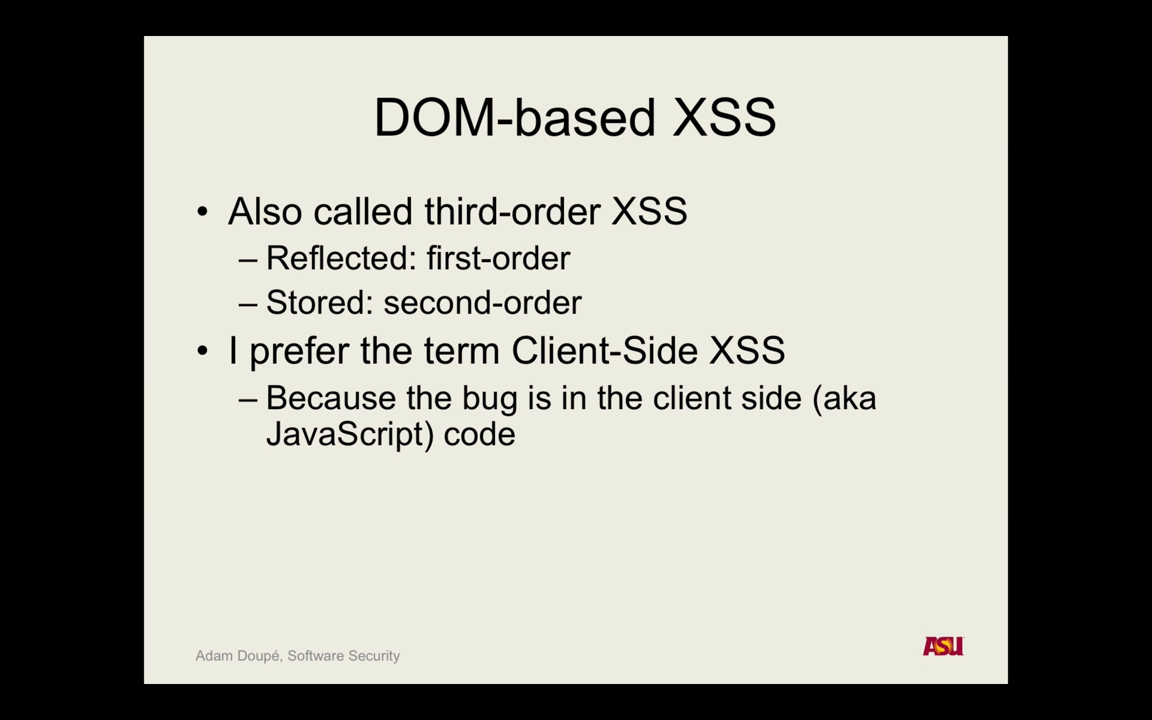 DOM-based XSS
• Also called third-order XSS
– Reflected: first-order
– Stored: second-order
• I prefer the term Client-Side XSS
– Because the bug is in the client side (aka
JavaScript) code
Adam Doupé, Software Security
ASU